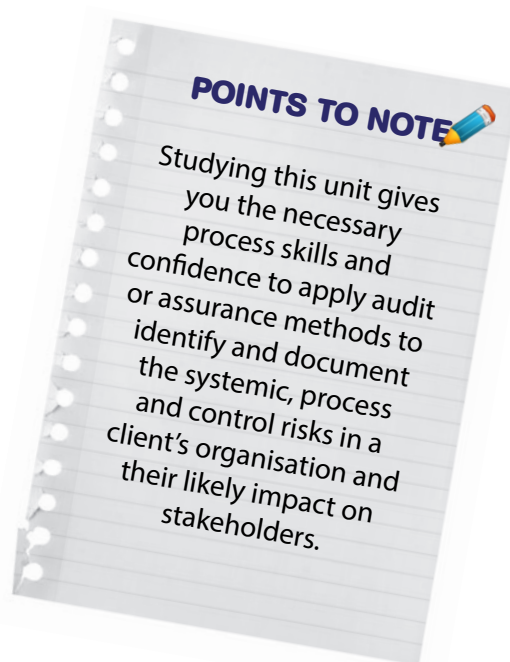 POINTS TO NOTE
Studying this unit gives
you the necessary
process skills and
confidence to apply audit
or assurance methods to
identify and document
the systemic, process
and control risks in a
client's organisation and
their likely impact on
stakeholders.